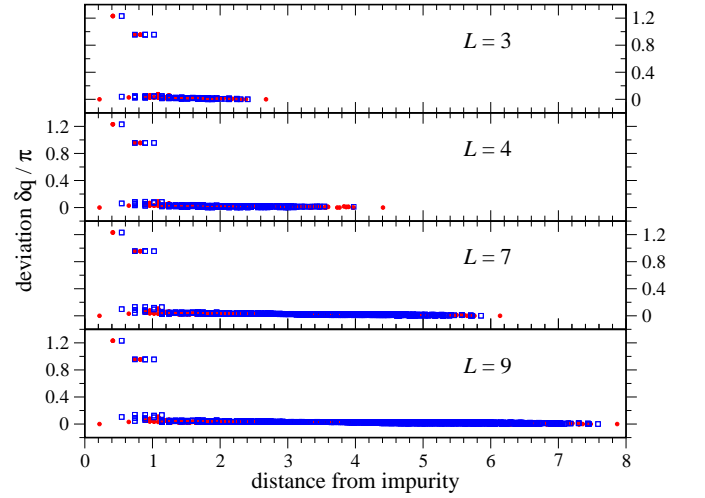 1.2
0.8
0.4
0
L = 3
1.2
0.8
0.4
0
L = 4
1.2
0.8
0.4
0
L = 7
1.2
0.8
0.4
0
L = 9
deviation δq / π
0 1 2 3 4 5 6 7 8
distance from impurity